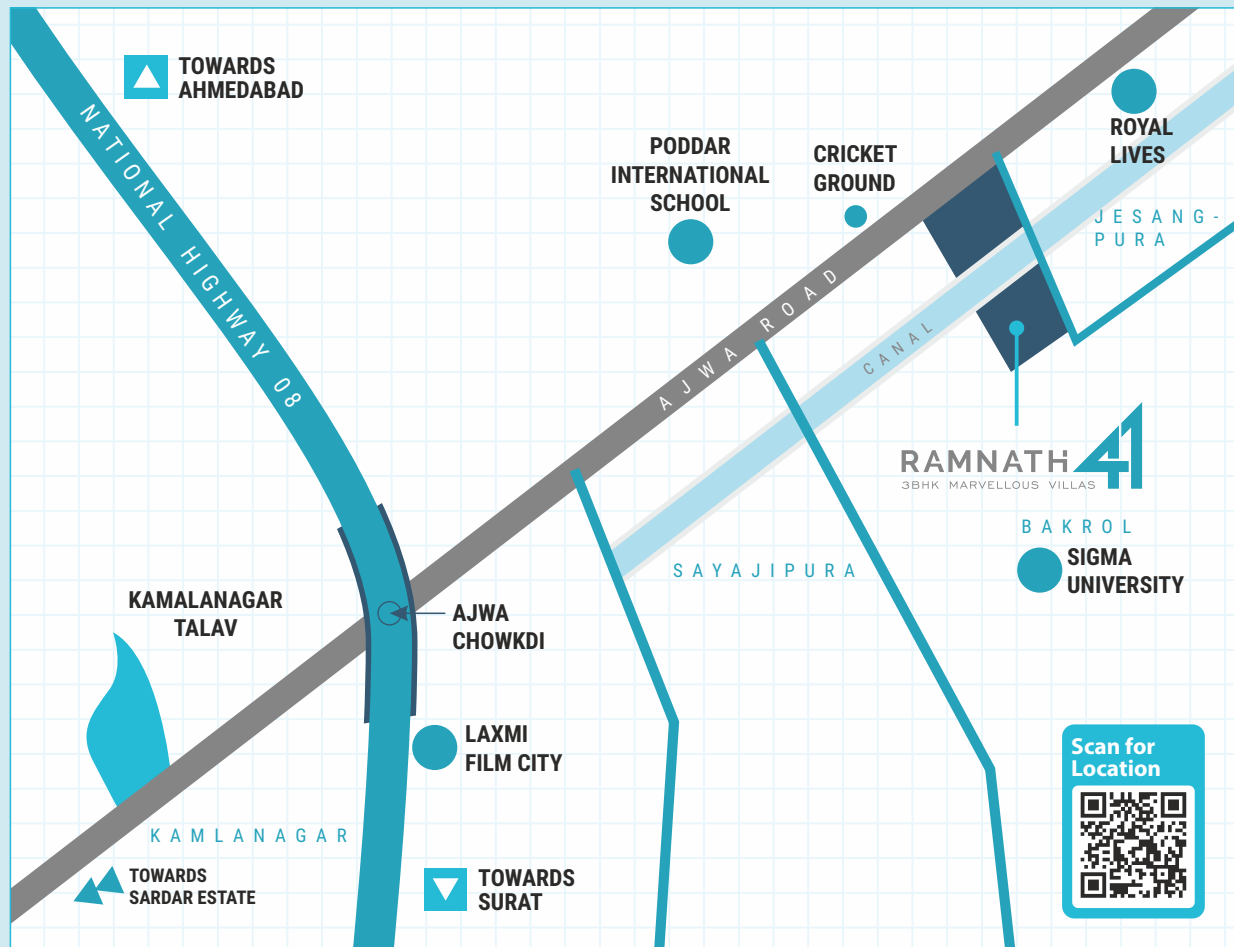 TOWARDS
AHMEDABAD
NATIONAL HIGHWAY 08
PODDAR
INTERNATIONAL
SCHOOL
CRICKET
GROUND
ROYAL
LIVES
JESANG-
PURA
AJWA ROAD
CANAL
RAMNATH 41
3BHK MARVELLOUS VILLAS
BAKROL
SIGMA
UNIVERSITY
SAYAJIPURA
KAMALANAGAR
TALAV
AJWA
CHOWKDI
LAXMI
FILM CITY
KAMLANAGAR
TOWARDS
SARDAR ESTATE
TOWARDS
SURAT
Scan for
Location